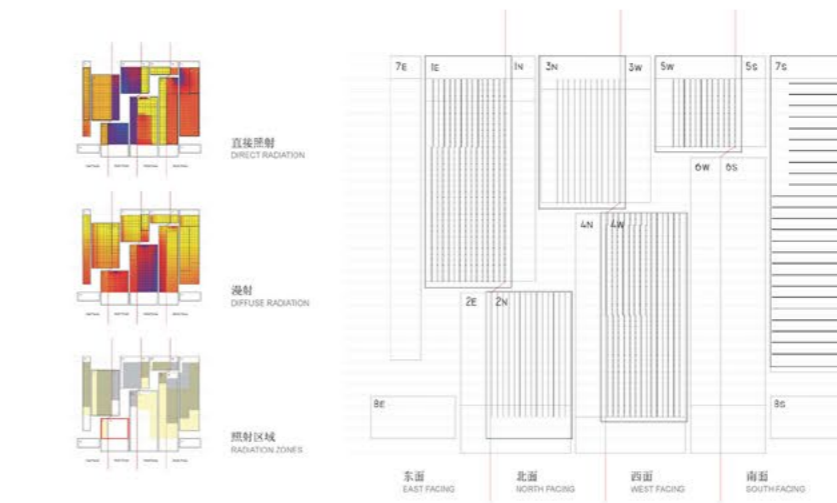 直接照射
DIRECT RADIATION
漫射
DIFFUSE RADIATION
照射区域
RADIATION ZONES
7E
1E
1N
3N
3W
5W
5S
7S
6W
6S
4N
4W
2E
2N
8E
8S
东面
EAST FACING
北面
NORTH FACING
西面
WEST FACING
南面
SOUTH FACING